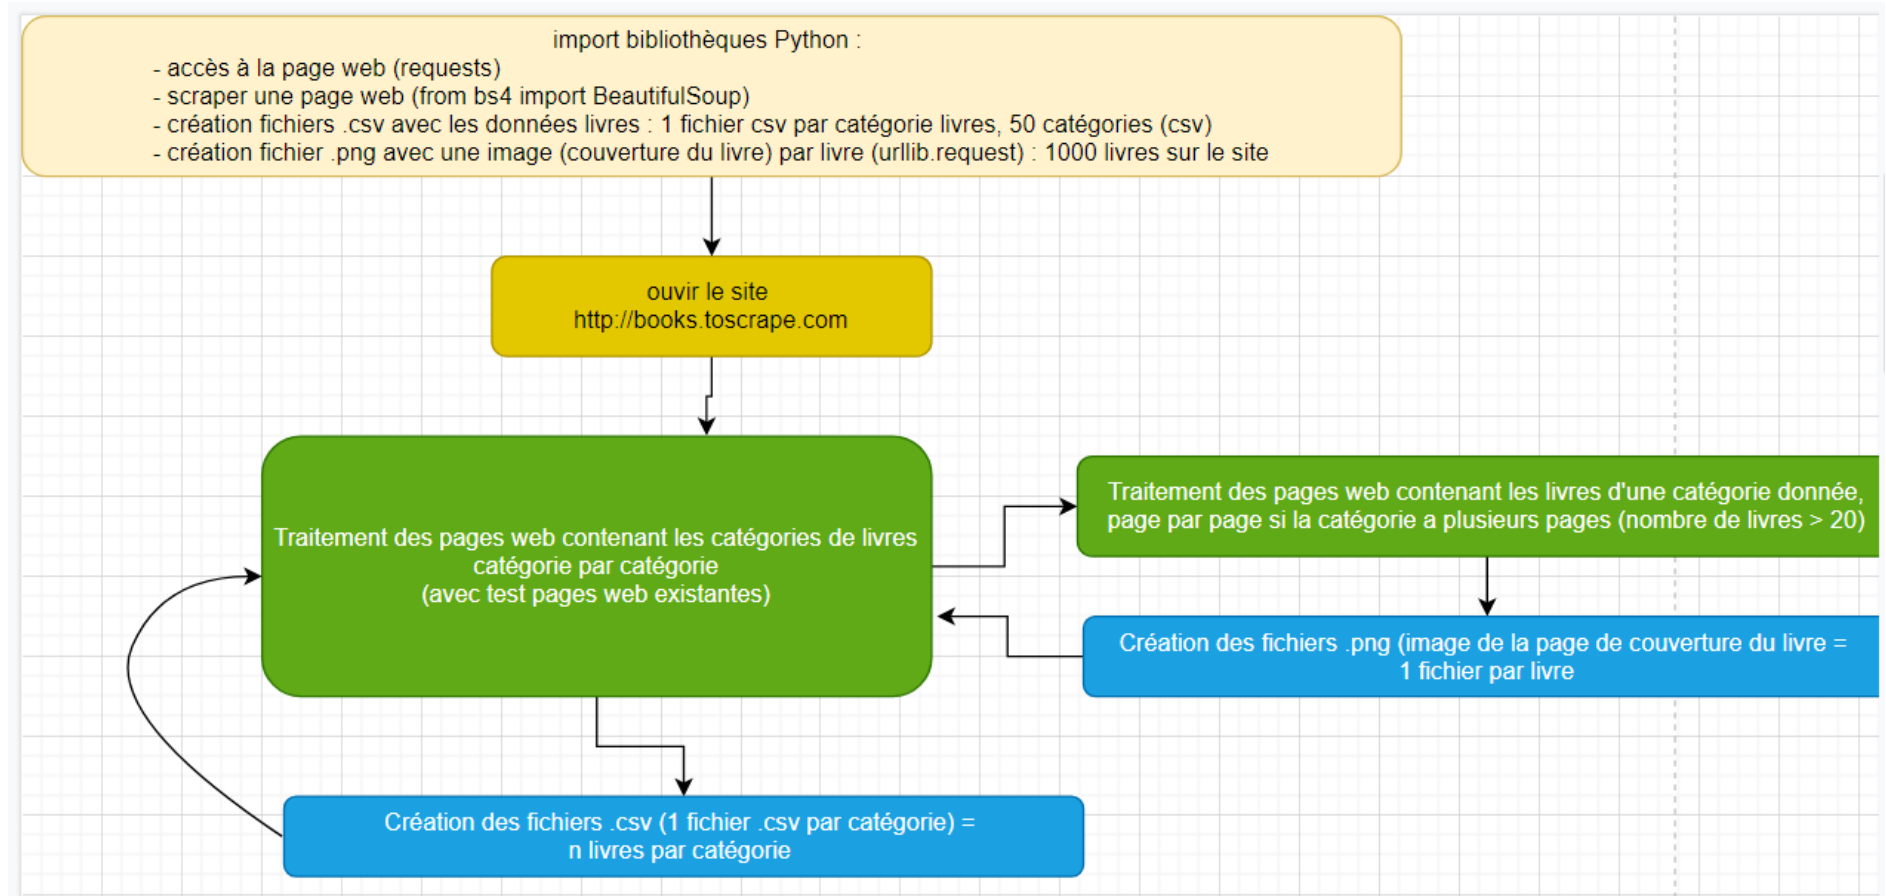 import bibliothèques Python :
- accès à la page web (requests)
- scraper une page web (from bs4 import BeautifulSoup)
- création fichiers .csv avec les données livres : 1 fichier csv par catégorie livres, 50 catégories (csv)
- création fichier .png avec une image (couverture du livre) par livre (urllib.request) : 1000 livres sur le site
ouvir le site
http://books.toscrape.com
Traitement des pages web contenant les catégories de livres
catégorie par catégorie
(avec test pages web existantes)
Traitement des pages web contenant les livres d'une catégorie donnée,
page par page si la catégorie a plusieurs pages (nombre de livres > 20)
Création des fichiers .png (image de la page de couverture du livre =
1 fichier par livre
Création des fichiers .csv (1 fichier .csv par catégorie) =
n livres par catégorie